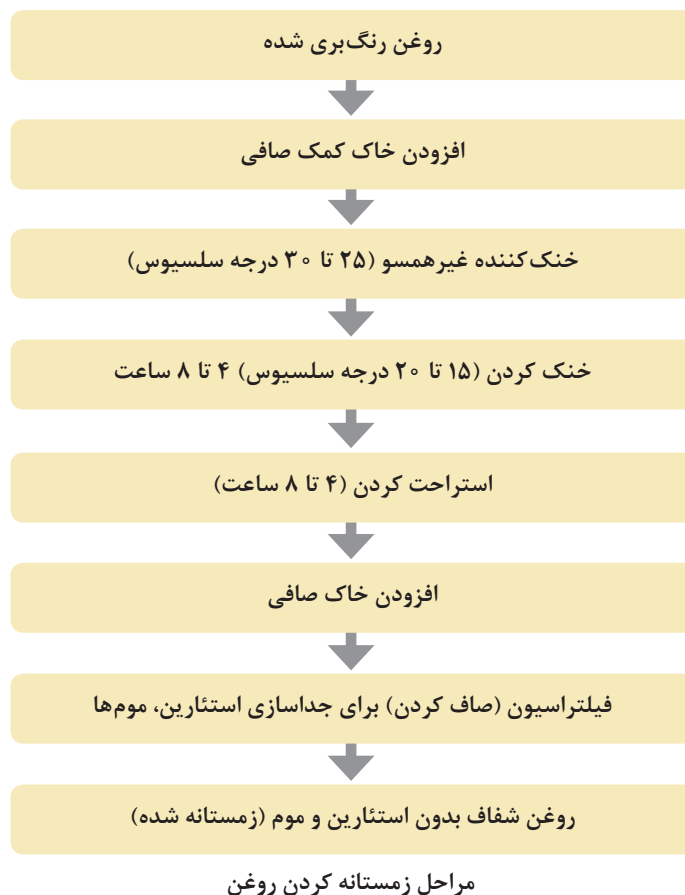 روغن رنگ‌بری شده
افزودن خاک کمک صافی
خنک‌کننده غیرهمسو (۲۵ تا ۳۰ درجه سلسیوس)
خنک کردن (۱۵ تا ۲۰ درجه سلسیوس) ۴ تا ۸ ساعت
استراحت کردن (۴ تا ۸ ساعت)
افزودن خاک صافی
فیلتراسیون (صاف کردن) برای جداسازی استئارین، موم‌ها
روغن شفاف بدون استئارین و موم (زمستانه شده)
مراحل زمستانه کردن روغن